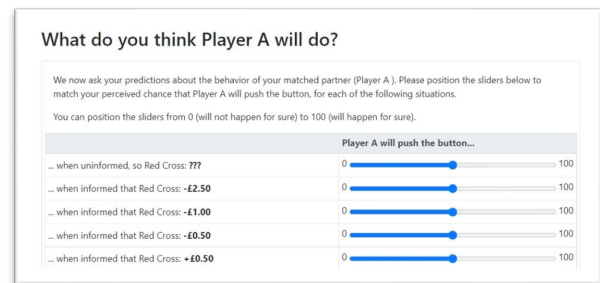 What do you think Player A will do?
We now ask your predictions about the behavior of your matched partner (Player A ). Please position the sliders below to
match your perceived chance that Player A will push the button, for each of the following situations.
You can position the sliders from 0 (will not happen for sure) to 100 (will happen for sure).
Player A will push the button...
... when uninformed, so Red Cross: ??? 0 100
... when informed that Red Cross: -£2.50 0 100
... when informed that Red Cross: -£1.00 0 100
... when informed that Red Cross: -£0.50 0 100
... when informed that Red Cross: +£0.50 0 100